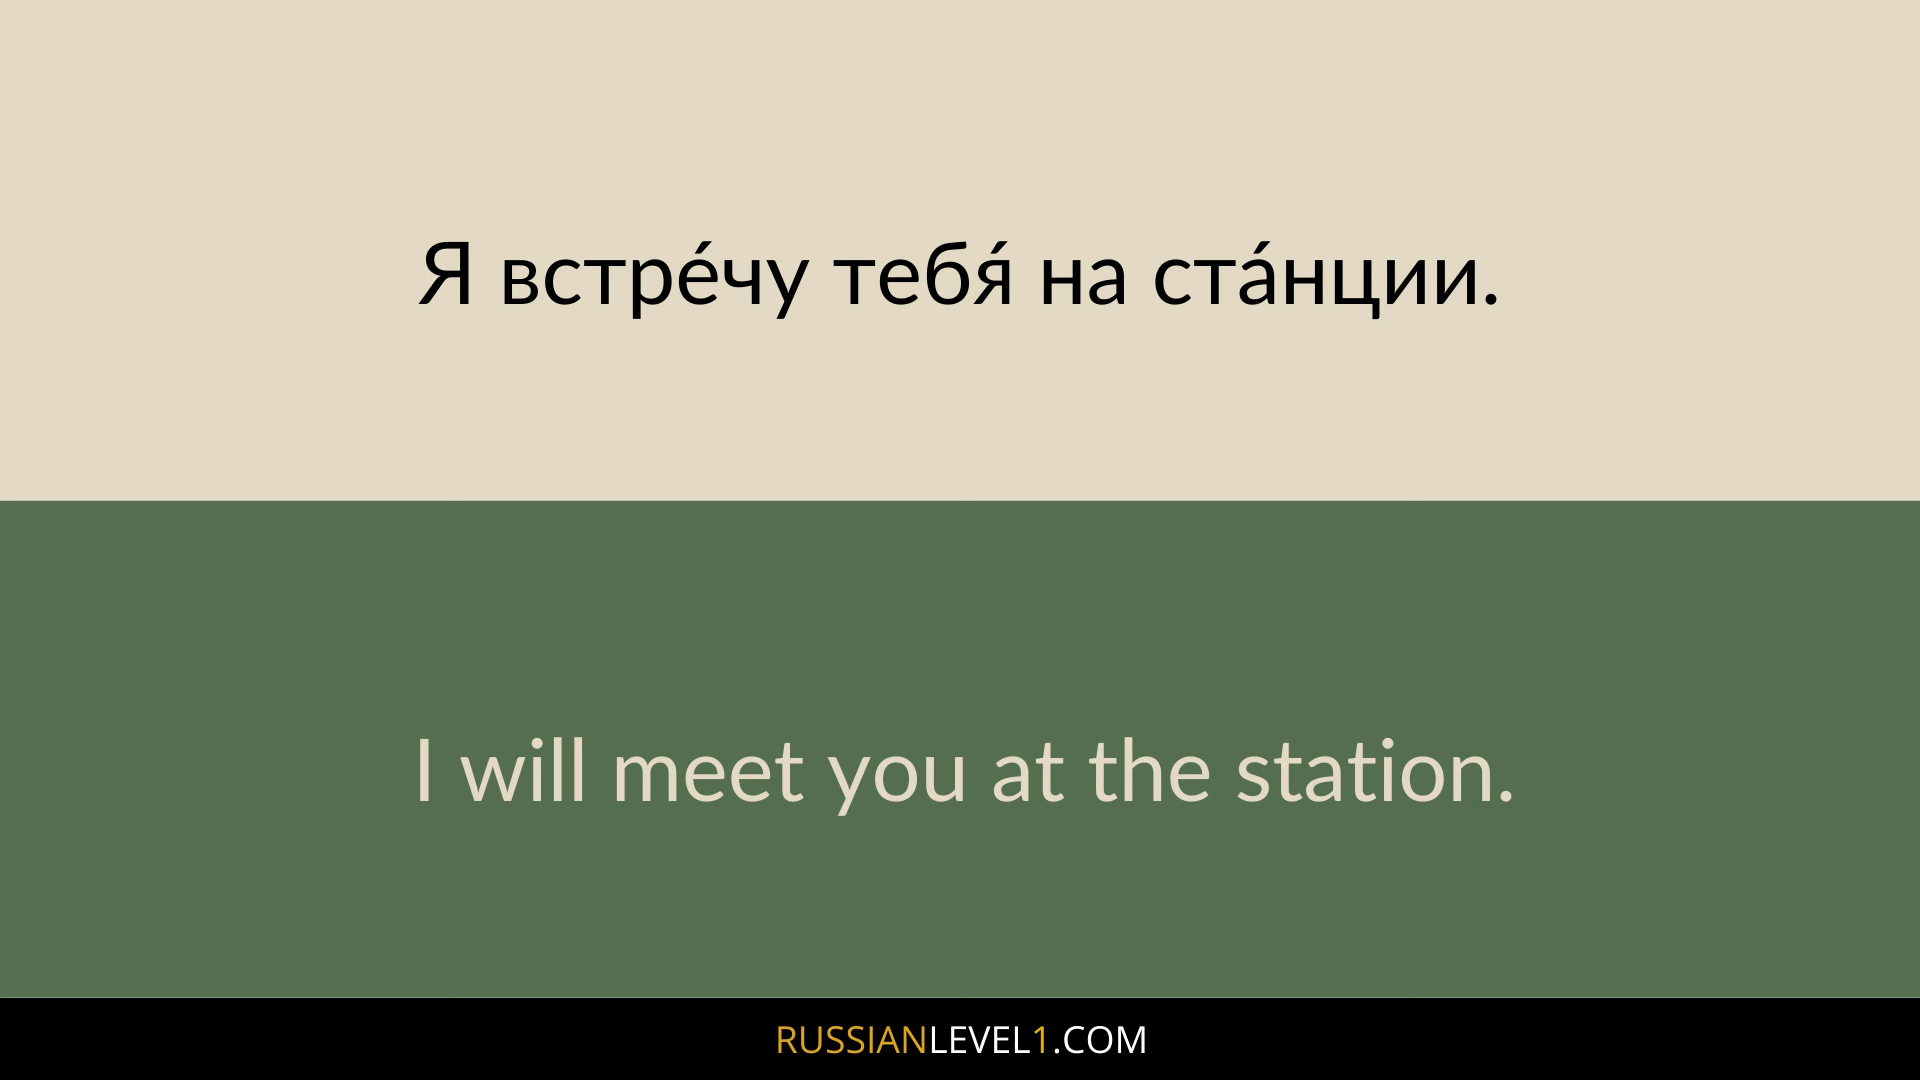 Я встре́чу тебя́ на ста́нции.
I will meet you at the station.
RUSSIANLEVEL1.COM